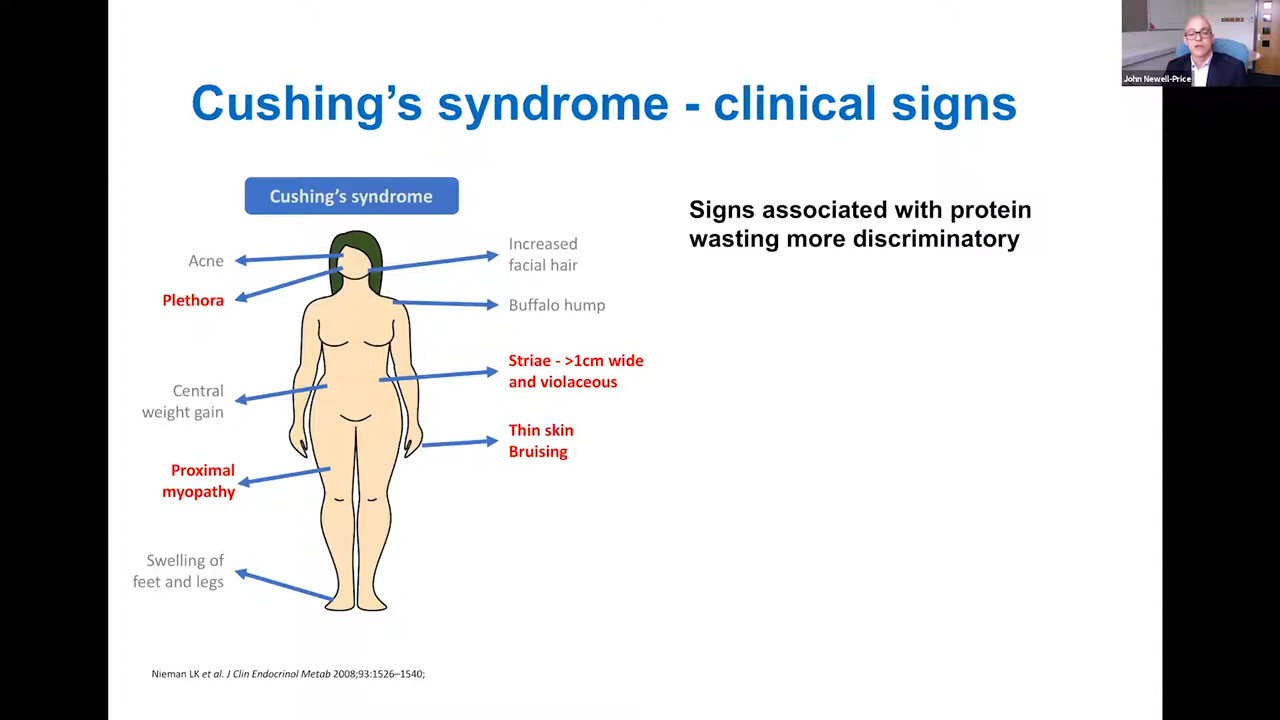 John Newell-Price
Cushing’s syndrome - clinical signs
Cushing’s syndrome
Signs associated with protein
wasting more discriminatory
Acne
Plethora
Central
weight gain
Proximal
myopathy
Swelling of
feet and legs
Increased
facial hair
Buffalo hump
Striae - >1cm wide
and violaceous
Thin skin
Bruising
Nieman LK et al. J Clin Endocrinol Metab 2008;93:1526–1540;